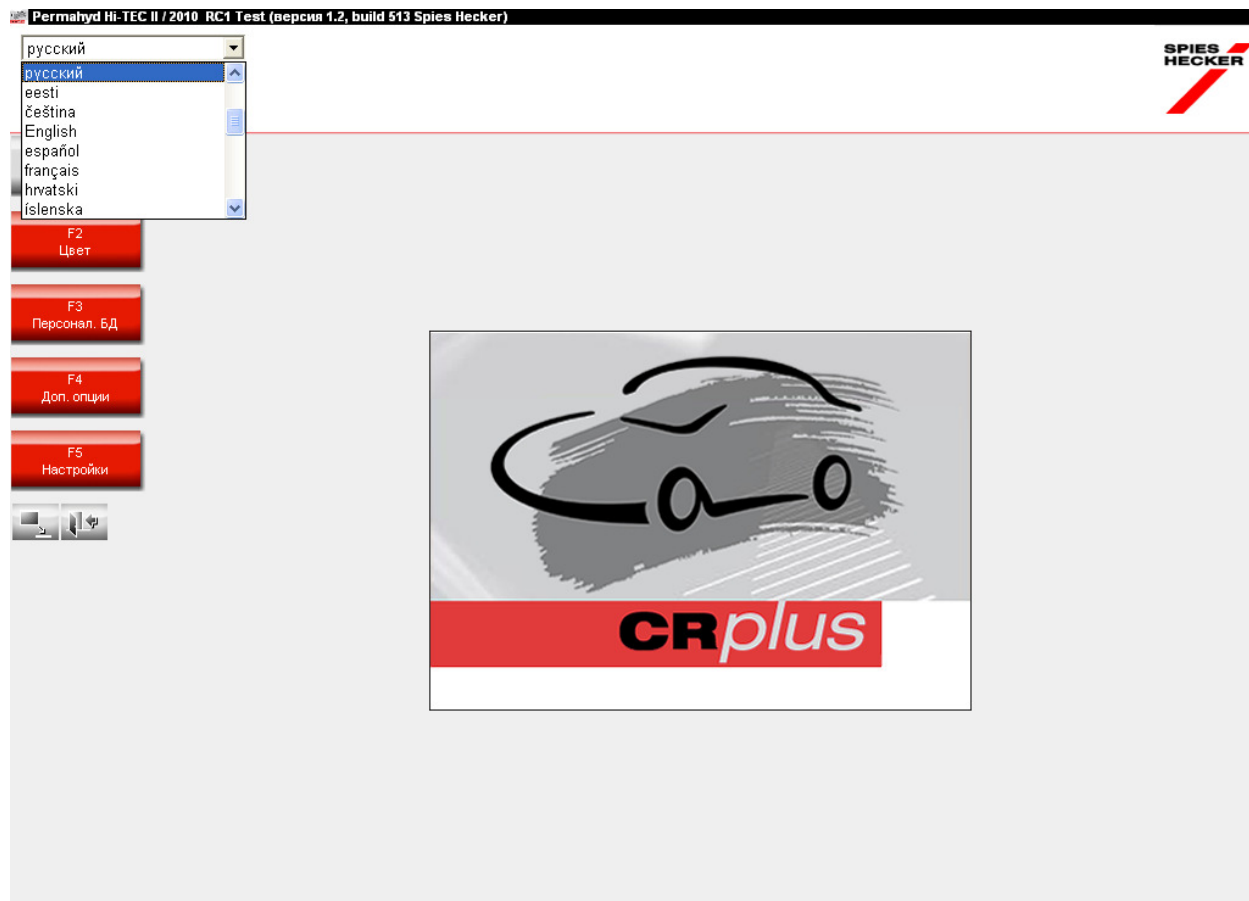 Permahyd Hi-TEC II / 2010 RC1 Test (версия 1.2, build 513 Spies Hecker)
русский
SPIES
HECKER
русский
eesti
čeština
English
español
français
hrvatski
íslenska
F2
Цвет
F3
Персонал. БД
F4
Доп. опции
F5
Настройки
CRplus